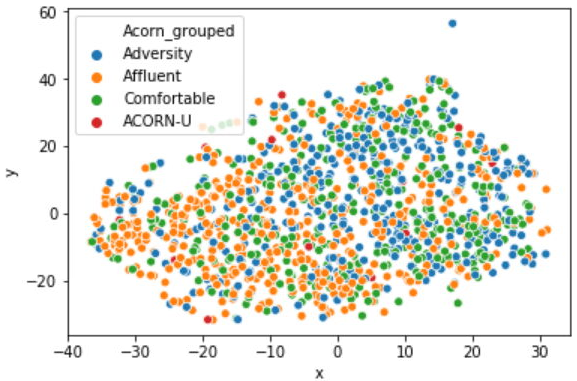 60
40
20
0
−20
y
Acorn_grouped
Adversity
Affluent
Comfortable
ACORN-U
−40
−30
−20
−10
0
10
20
30
x